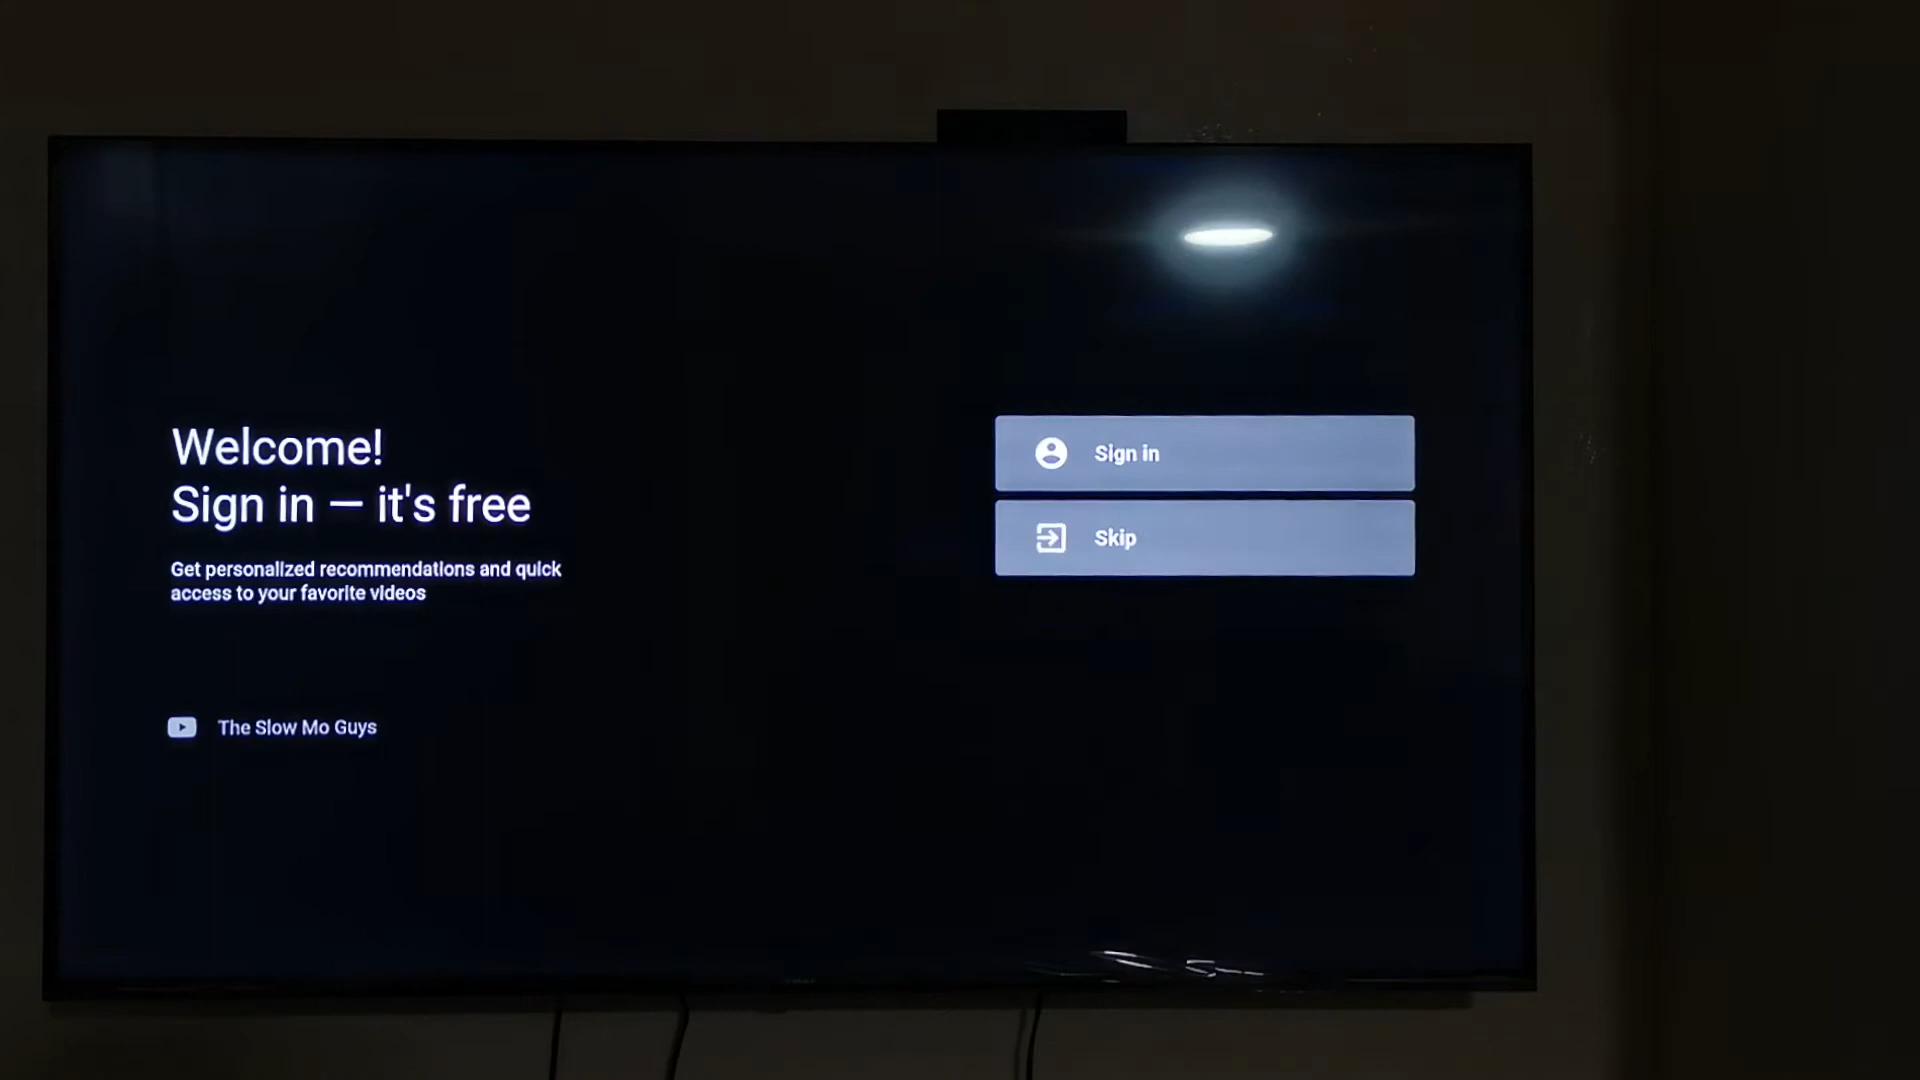 Welcome!
Sign in — it's free
Get personalized recommendations and quick
access to your favorite videos
The Slow Mo Guys
Sign in
Skip